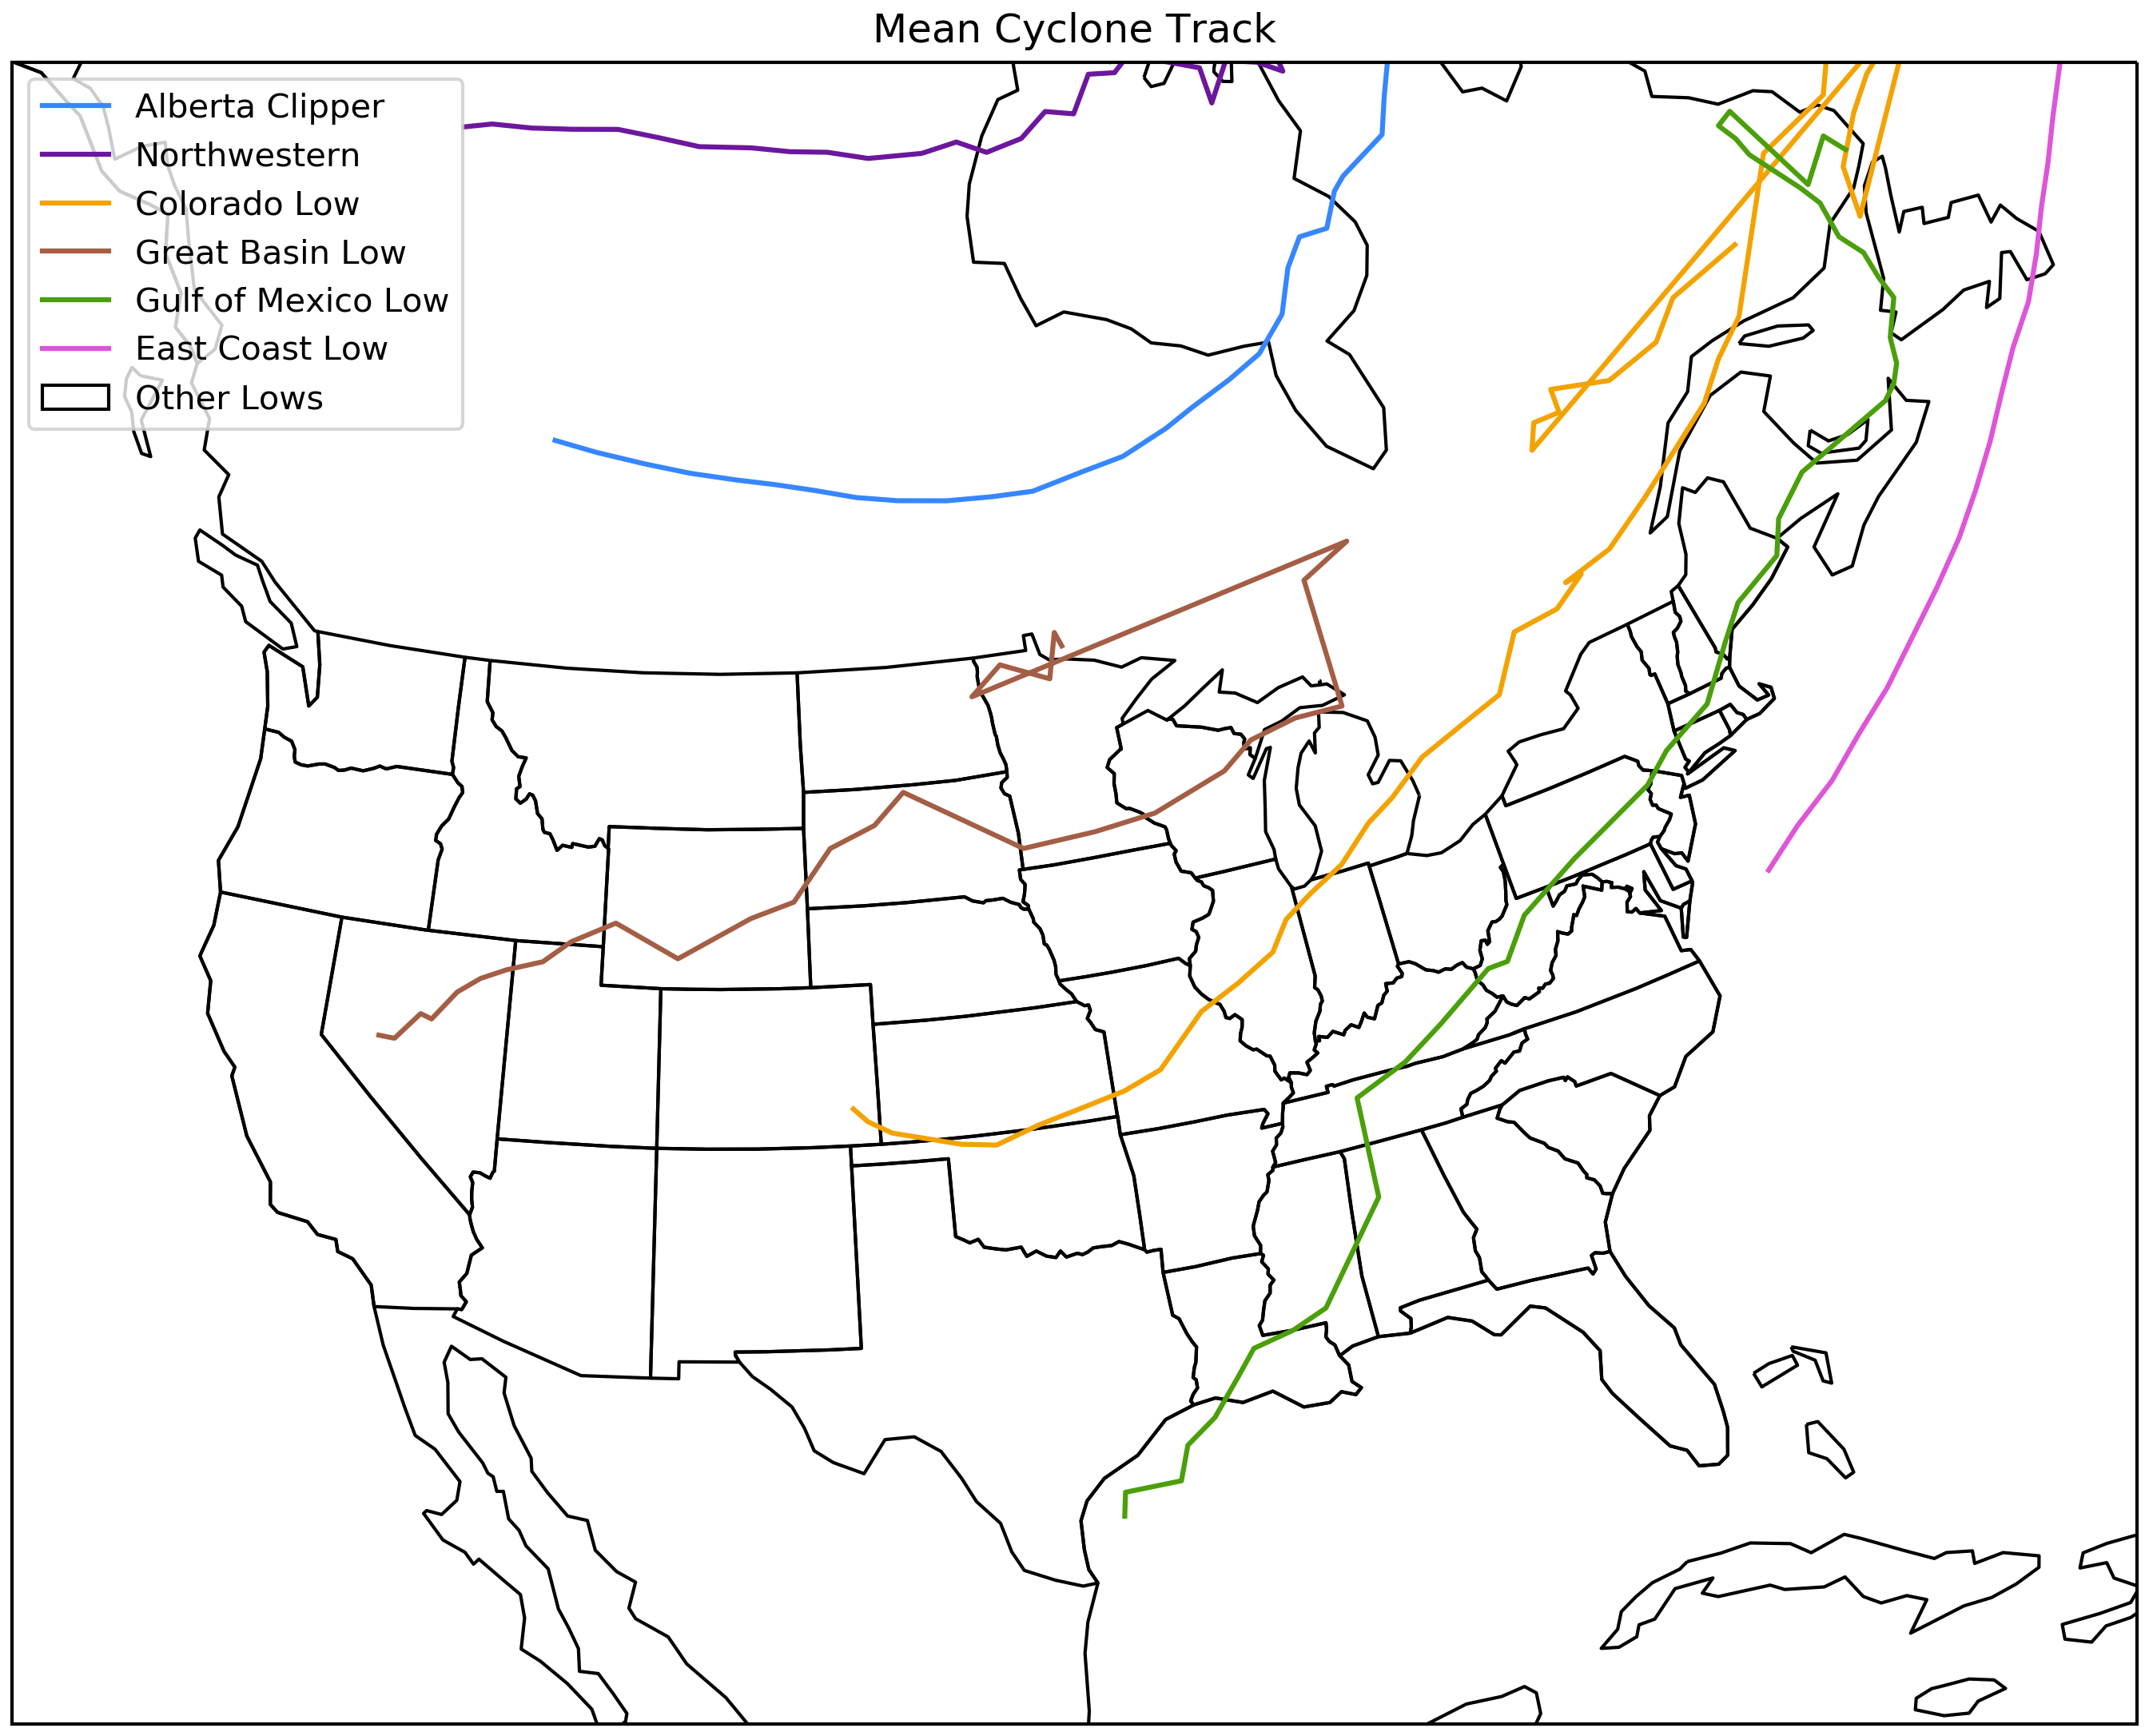 Mean Cyclone Track
Alberta Clipper
Northwestern
Colorado Low
Great Basin Low
Gulf of Mexico Low
East Coast Low
Other Lows